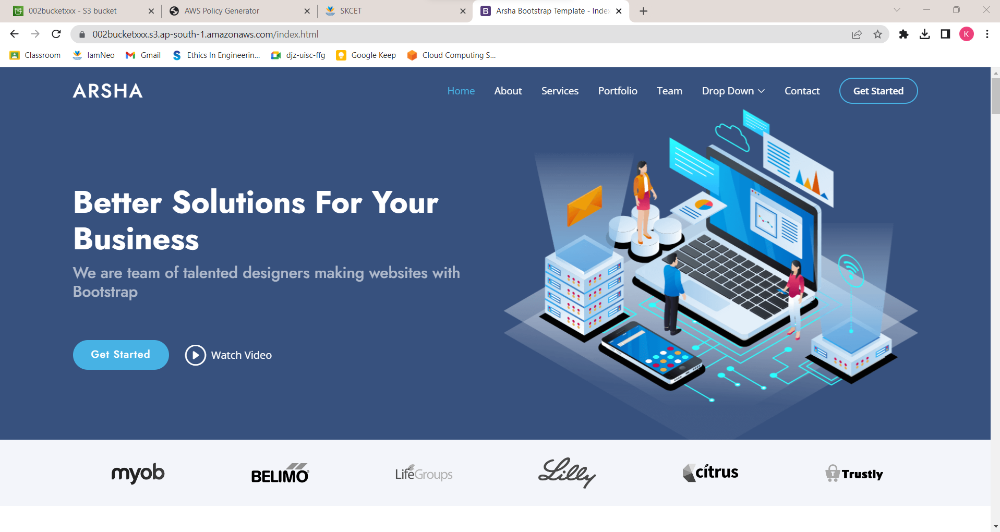 002bucketxxx - S3 bucket
AWS Policy Generator
SKCET
Arsha Bootstrap Template - Index
002bucketxxx.s3.ap-south-1.amazonaws.com/index.html
K
Classroom
IamNeo
Gmail
Ethics In Engineerin...
djz-uisc-ffg
Google Keep
Cloud Computing S...
ARSHA
Home
About
Services
Portfolio
Team
Drop Down
Contact
Get Started
Better Solutions For Your
Business
We are team of talented designers making websites with
Bootstrap
Get Started
Watch Video
myob
BELIMO®
LifeGroups
Lilly
citrus
T Trustly